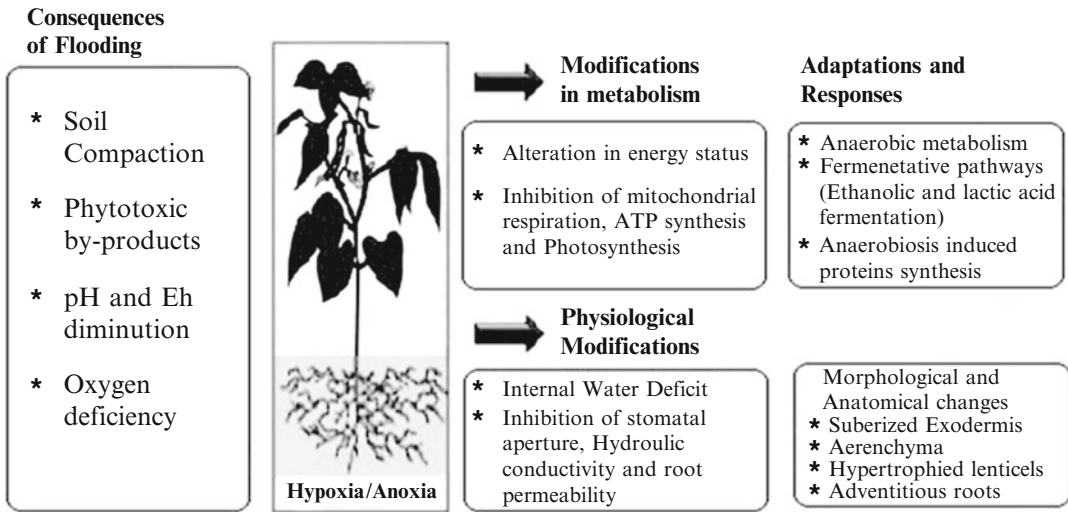 Consequences
of Flooding
* Soil
Compaction
* Phytotoxic
by-products
* pH and Eh
diminution
* Oxygen
deficiency
Hypoxia/Anoxia
Modifications
in metabolism
* Alteration in energy status
* Inhibition of mitochondrial
respiration, ATP synthesis
and Photosynthesis
Physiological
Modifications
* Internal Water Deficit
* Inhibition of stomatal
aperture, Hydroulic
conductivity and root
permeability
Adaptations and
Responses
* Anaerobic metabolism
* Fermenetative pathways
(Ethanolic and lactic acid
fermentation)
* Anaerobiosis induced
proteins synthesis
Morphological and
Anatomical changes
* Suberized Exodermis
* Aerenchyma
* Hypertrophied lenticels
* Adventitious roots